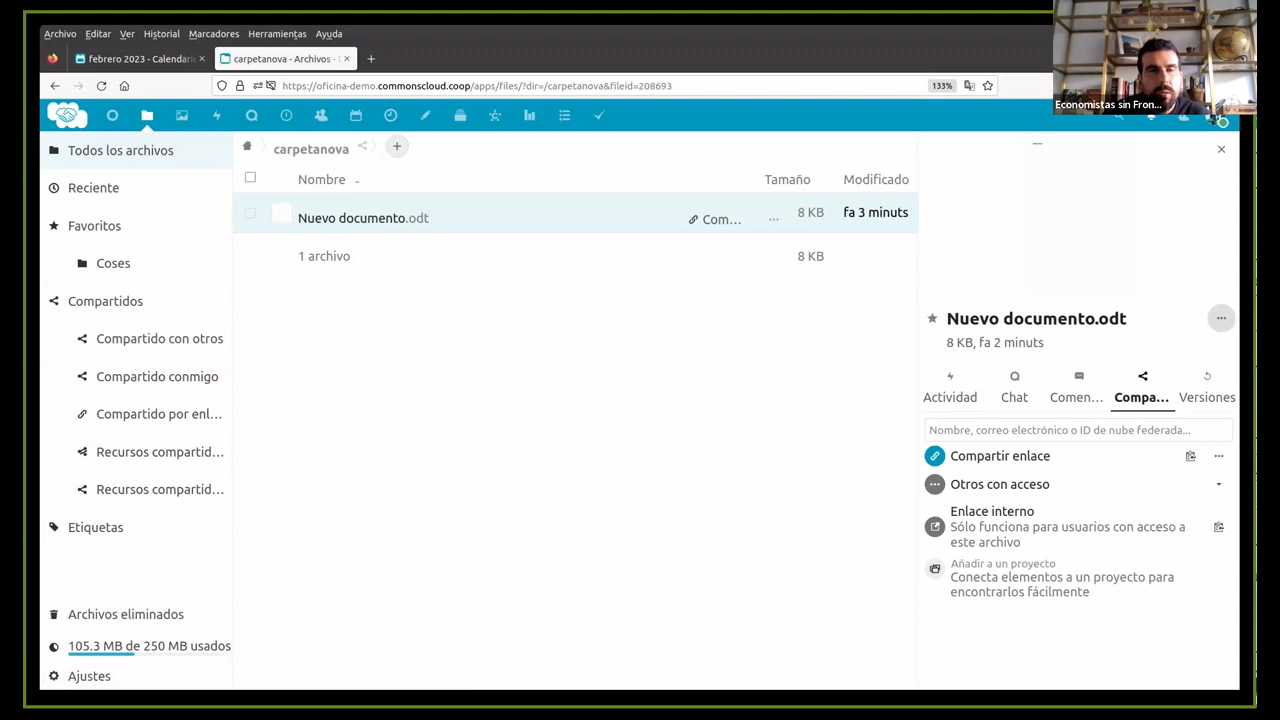 Archivo Editar Ver Historial Marcadores Herramientas Ayuda
febrero 2023 - Calendari
carpetanova - Archivos -
https://oficina-demo.commonscloud.coop/apps/files/?dir=/carpetanova&fileid=208693
133%
Economistas sin Fron...
Todos los archivos
Reciente
Favoritos
Coses
Compartidos
Compartido con otros
Compartido conmigo
Compartido por enl...
Recursos compartid...
Recursos compartid...
Etiquetas
Archivos eliminados
105.3 MB de 250 MB usados
Ajustes
carpetanova
Nombre Tamaño Modificado
Nuevo documento.odt Com... ... 8 KB fa 3 minuts
1 archivo 8 KB
Nuevo documento.odt
8 KB, fa 2 minuts
Actividad Chat Comen... Compa... Versiones
Nombre, correo electrónico o ID de nube federada...
Compartir enlace
Otros con acceso
Enlace interno
Sólo funciona para usuarios con acceso a
este archivo
Añadir a un proyecto
Conecta elementos a un proyecto para
encontrarlos fácilmente